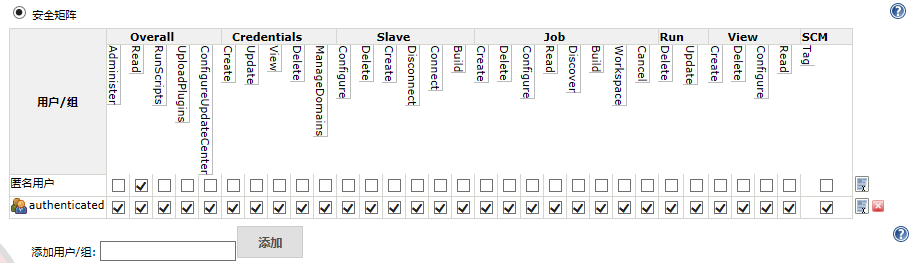 安全矩阵
用户/组
Overall Credentials Slave Job Run View SCM
Administer
Read
RunScripts
UploadPlugins
ConfigureUpdateCenter
Create
Update
View
Delete
ManageDomains
Configure
Delete
Create
Disconnect
Connect
Build
Create
Delete
Configure
Read
Discover
Build
Workspace
Cancel
Delete
Update
Create
Delete
Configure
Read
Tag
匿名用户
authenticated
添加用户/组: 添加